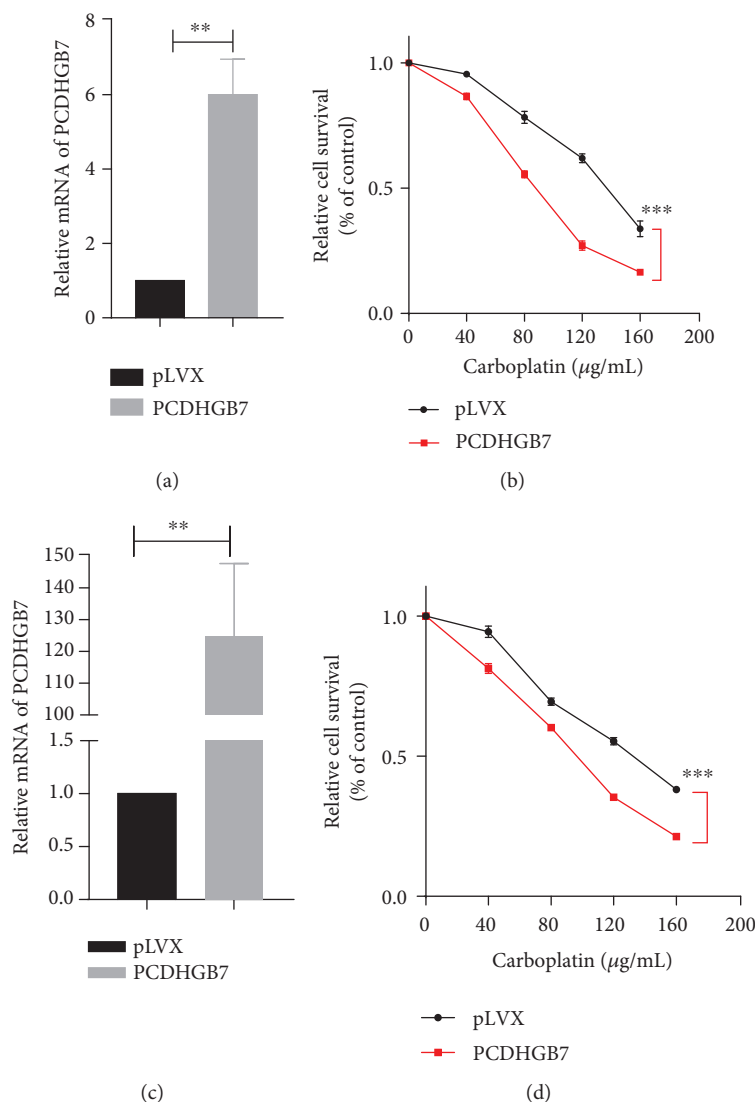 Relative mRNA of PCDHGB7
8
6
4
2
0
**
pLVX
PCDHGB7
(a)
Relative cell survival
(% of control)
1.0
0.5
0.0
***
0 40 80 120 160 200
Carboplatin (μg/mL)
pLVX
PCDHGB7
(b)
Relative mRNA of PCDHGB7
150
140
130
120
110
100
1.5
1.0
0.5
0.0
**
pLVX
PCDHGB7
(c)
Relative cell survival
(% of control)
1.0
0.5
0.0
***
0 40 80 120 160 200
Carboplatin (μg/mL)
pLVX
PCDHGB7
(d)